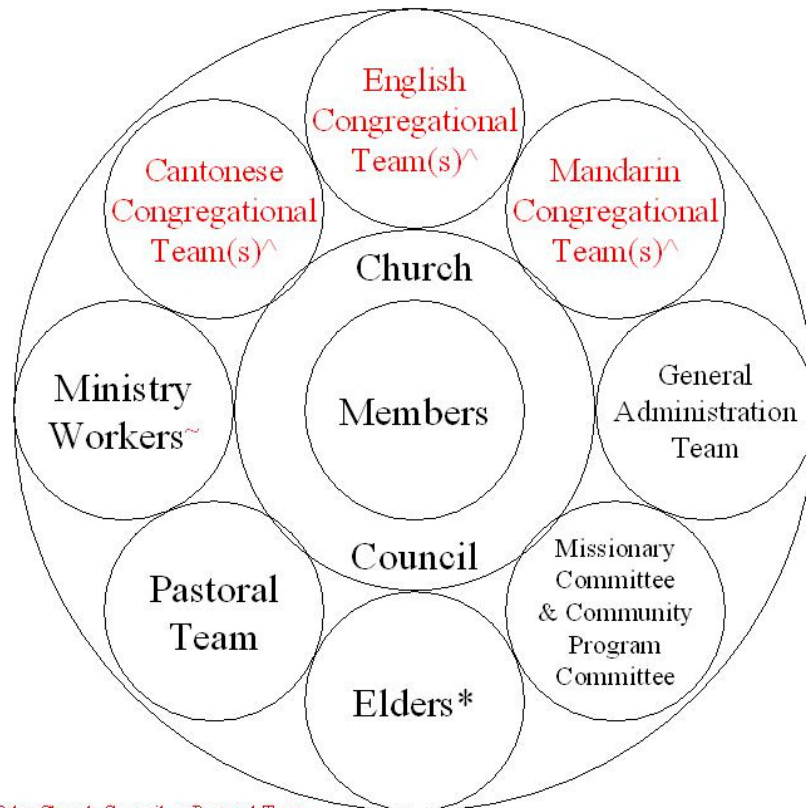 English
Congregational
Team(s)^
Cantonese
Congregational
Team(s)^
Mandarin
Congregational
Team(s)^
Church
Ministry
Workers~
Members
General
Administration
Team
Council
Pastoral
Team
Missionary
Committee
& Community
Program
Committee
Elders*